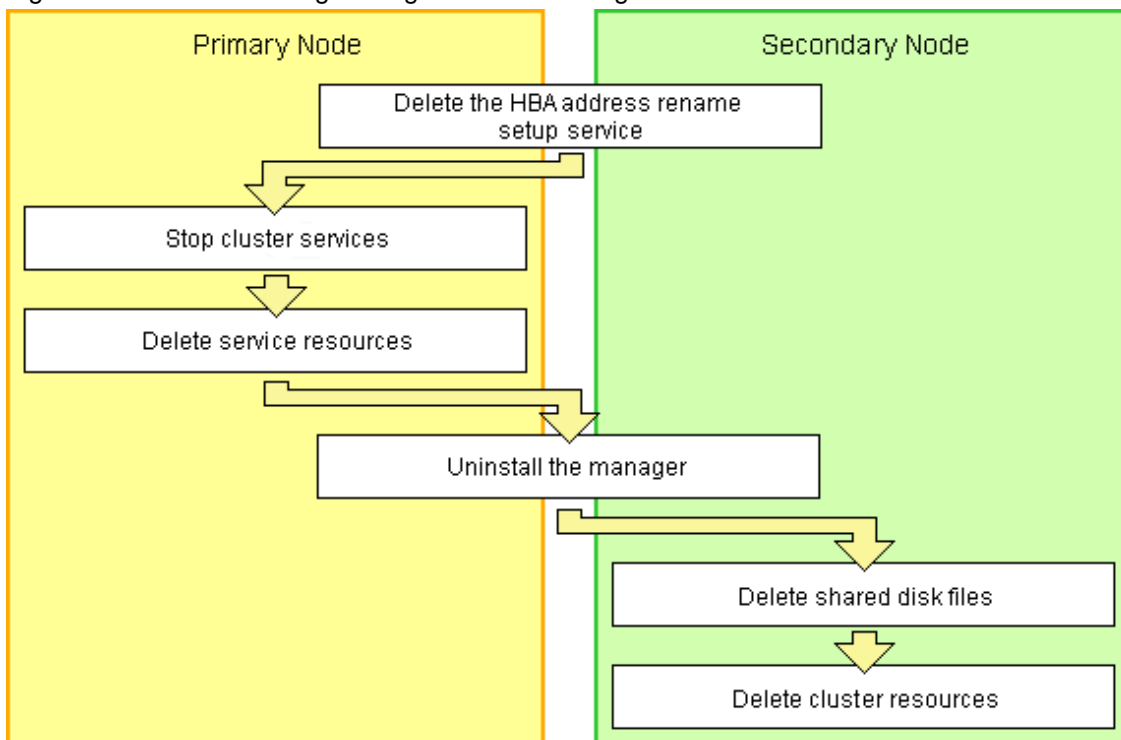 Primary Node
Secondary Node
Delete the HBA address rename
setup service
Stop cluster services
Delete service resources
Uninstall the manager
Delete shared disk files
Delete cluster resources